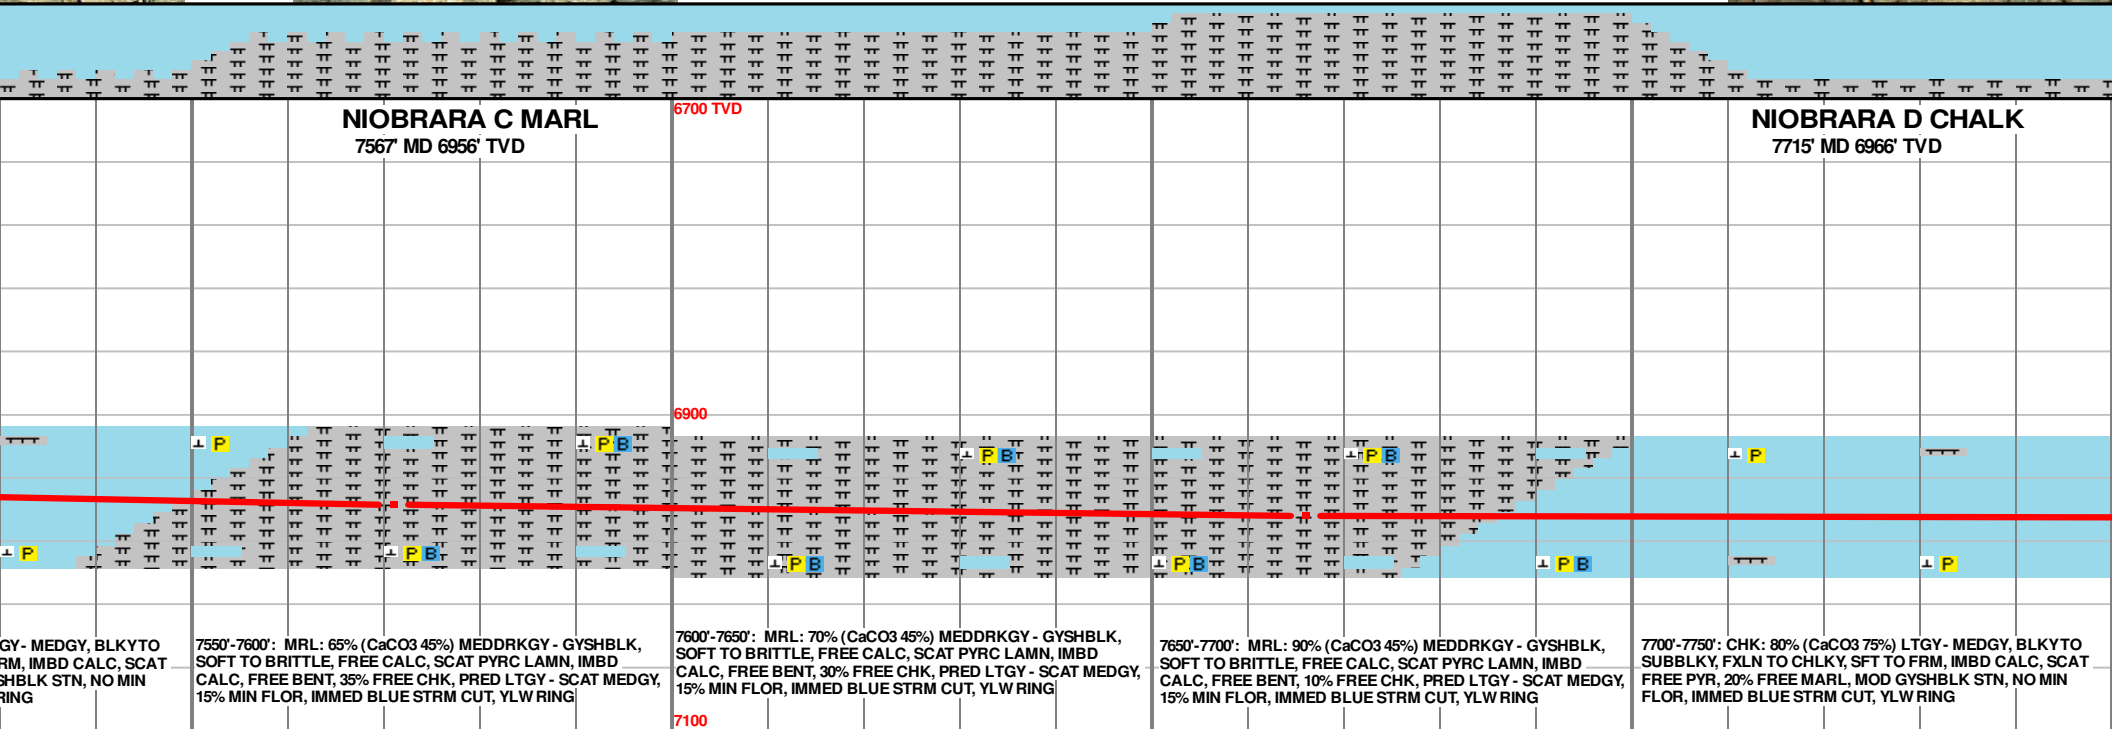 NIOBRARA C MARL
7567' MD 6956' TVD
6700 TVD
NIOBRARA D CHALK
7715' MD 6966' TVD
6900
P
P B
P B
P B
P
P
P B
P B
P B
P B
P
GY - MEDGY, BLKY TO
RM, IMBD CALC, SCAT
SHBLK STN, NO MIN
RING
7550'-7600': MRL: 65% (CaCO3 45%) MEDDRKGY - GYSHBLK,
SOFT TO BRITTLE, FREE CALC, SCAT PYRC LAMN, IMBD
CALC, FREE BENT, 35% FREE CHK, PRED LTGY - SCAT MEDGY,
15% MIN FLOR, IMMED BLUE STRM CUT, YLW RING
7600'-7650': MRL: 70% (CaCO3 45%) MEDDRKGY - GYSHBLK,
SOFT TO BRITTLE, FREE CALC, SCAT PYRC LAMN, IMBD
CALC, FREE BENT, 30% FREE CHK, PRED LTGY - SCAT MEDGY,
15% MIN FLOR, IMMED BLUE STRM CUT, YLW RING
7650'-7700': MRL: 90% (CaCO3 45%) MEDDRKGY - GYSHBLK,
SOFT TO BRITTLE, FREE CALC, SCAT PYRC LAMN, IMBD
CALC, FREE BENT, 10% FREE CHK, PRED LTGY - SCAT MEDGY,
15% MIN FLOR, IMMED BLUE STRM CUT, YLW RING
7700'-7750': CHK: 80% (CaCO3 75%) LTGY - MEDGY, BLKY TO
SUBBLKY, FXLN TO CHLKY, SFT TO FRM, IMBD CALC, SCAT
FREE PYR, 20% FREE MARL, MOD GYSHBLK STN, NO MIN
FLOR, IMMED BLUE STRM CUT, YLW RING
7100